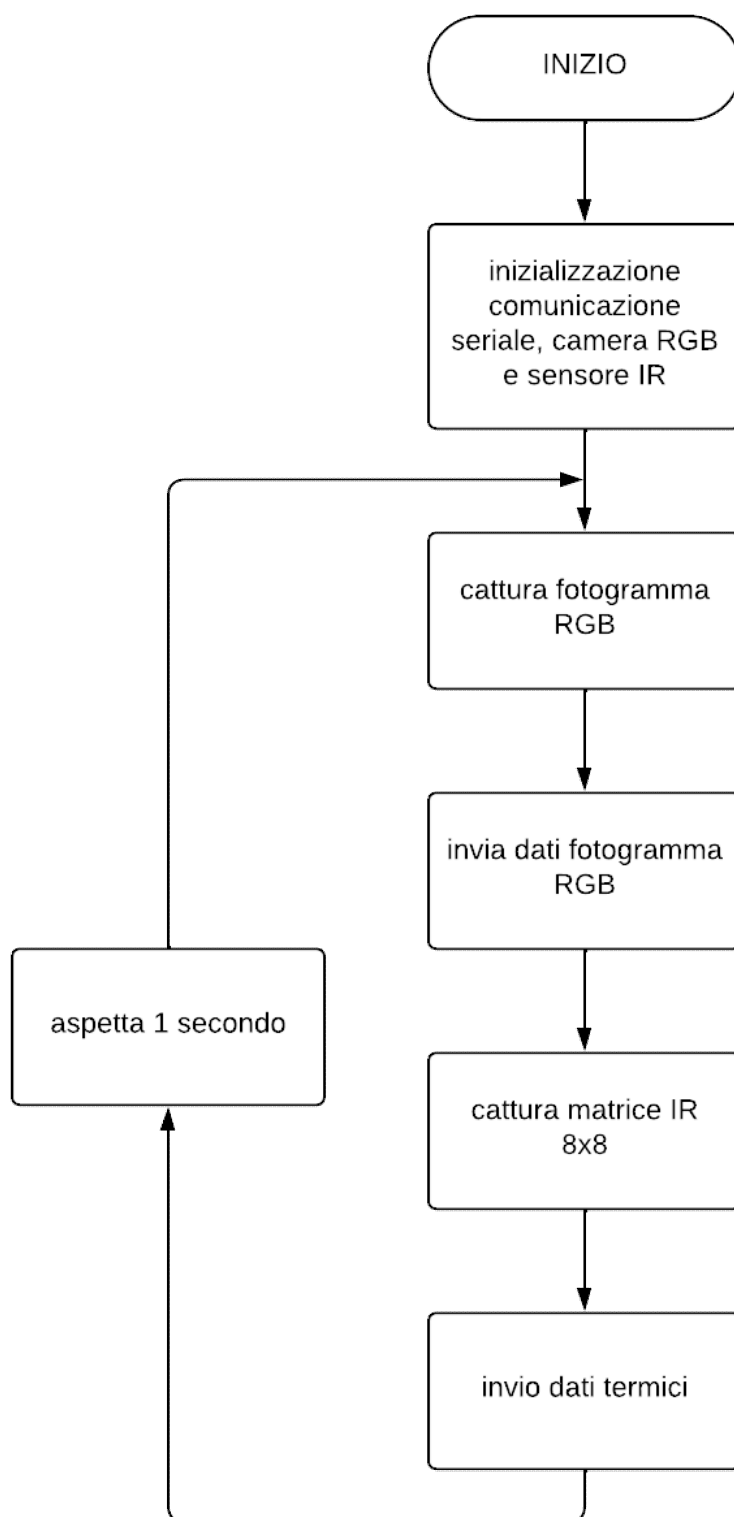 INIZIO
inizializzazione
comunicazione
seriale, camera RGB
e sensore IR
cattura fotogramma
RGB
invia dati fotogramma
RGB
aspetta 1 secondo
cattura matrice IR
8x8
invio dati termici